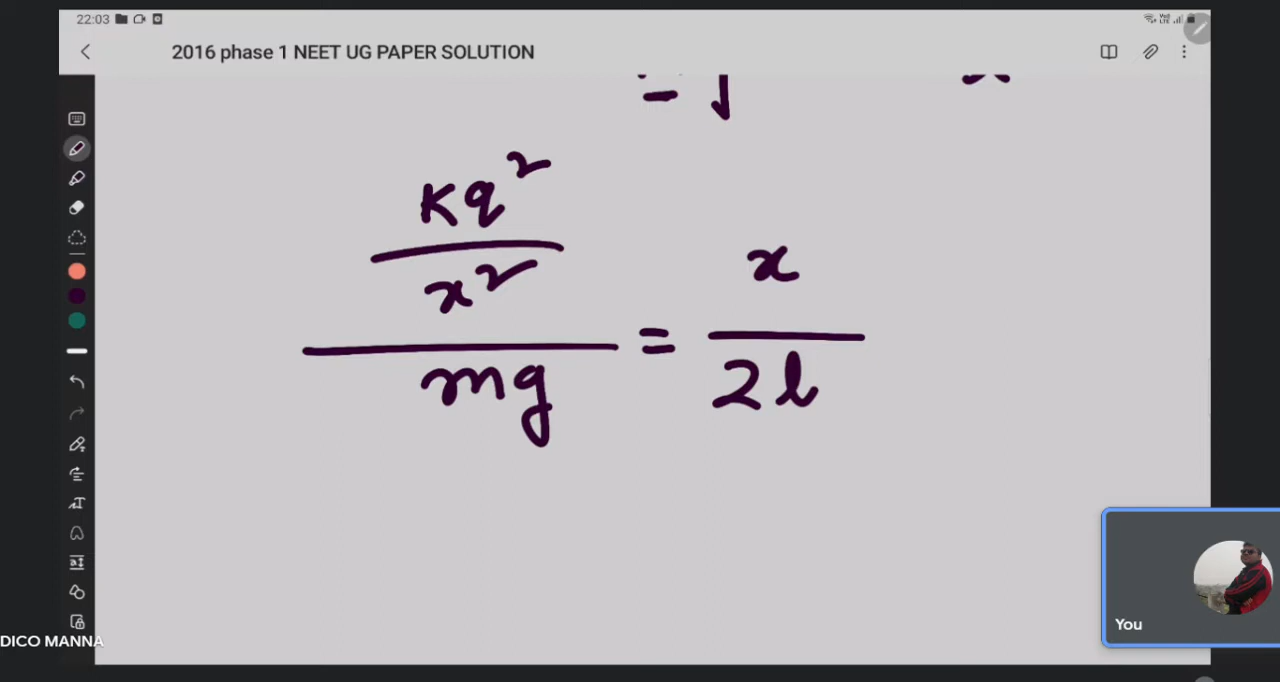 22:03
2016 phase 1 NEET UG PAPER SOLUTION
Kq²
x²
mg
=
x
2l
You
DICO MANNA